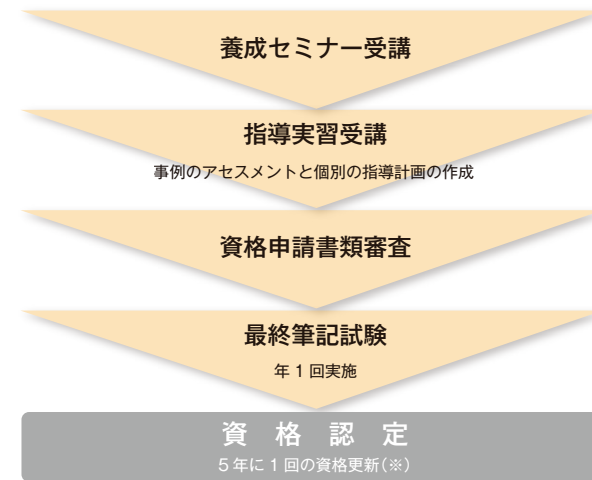 養成セミナー受講
指導実習受講
事例のアセスメントと個別の指導計画の作成
資格申請書類審査
最終筆記試験
年1回実施
資格認定
5年に1回の資格更新(※)